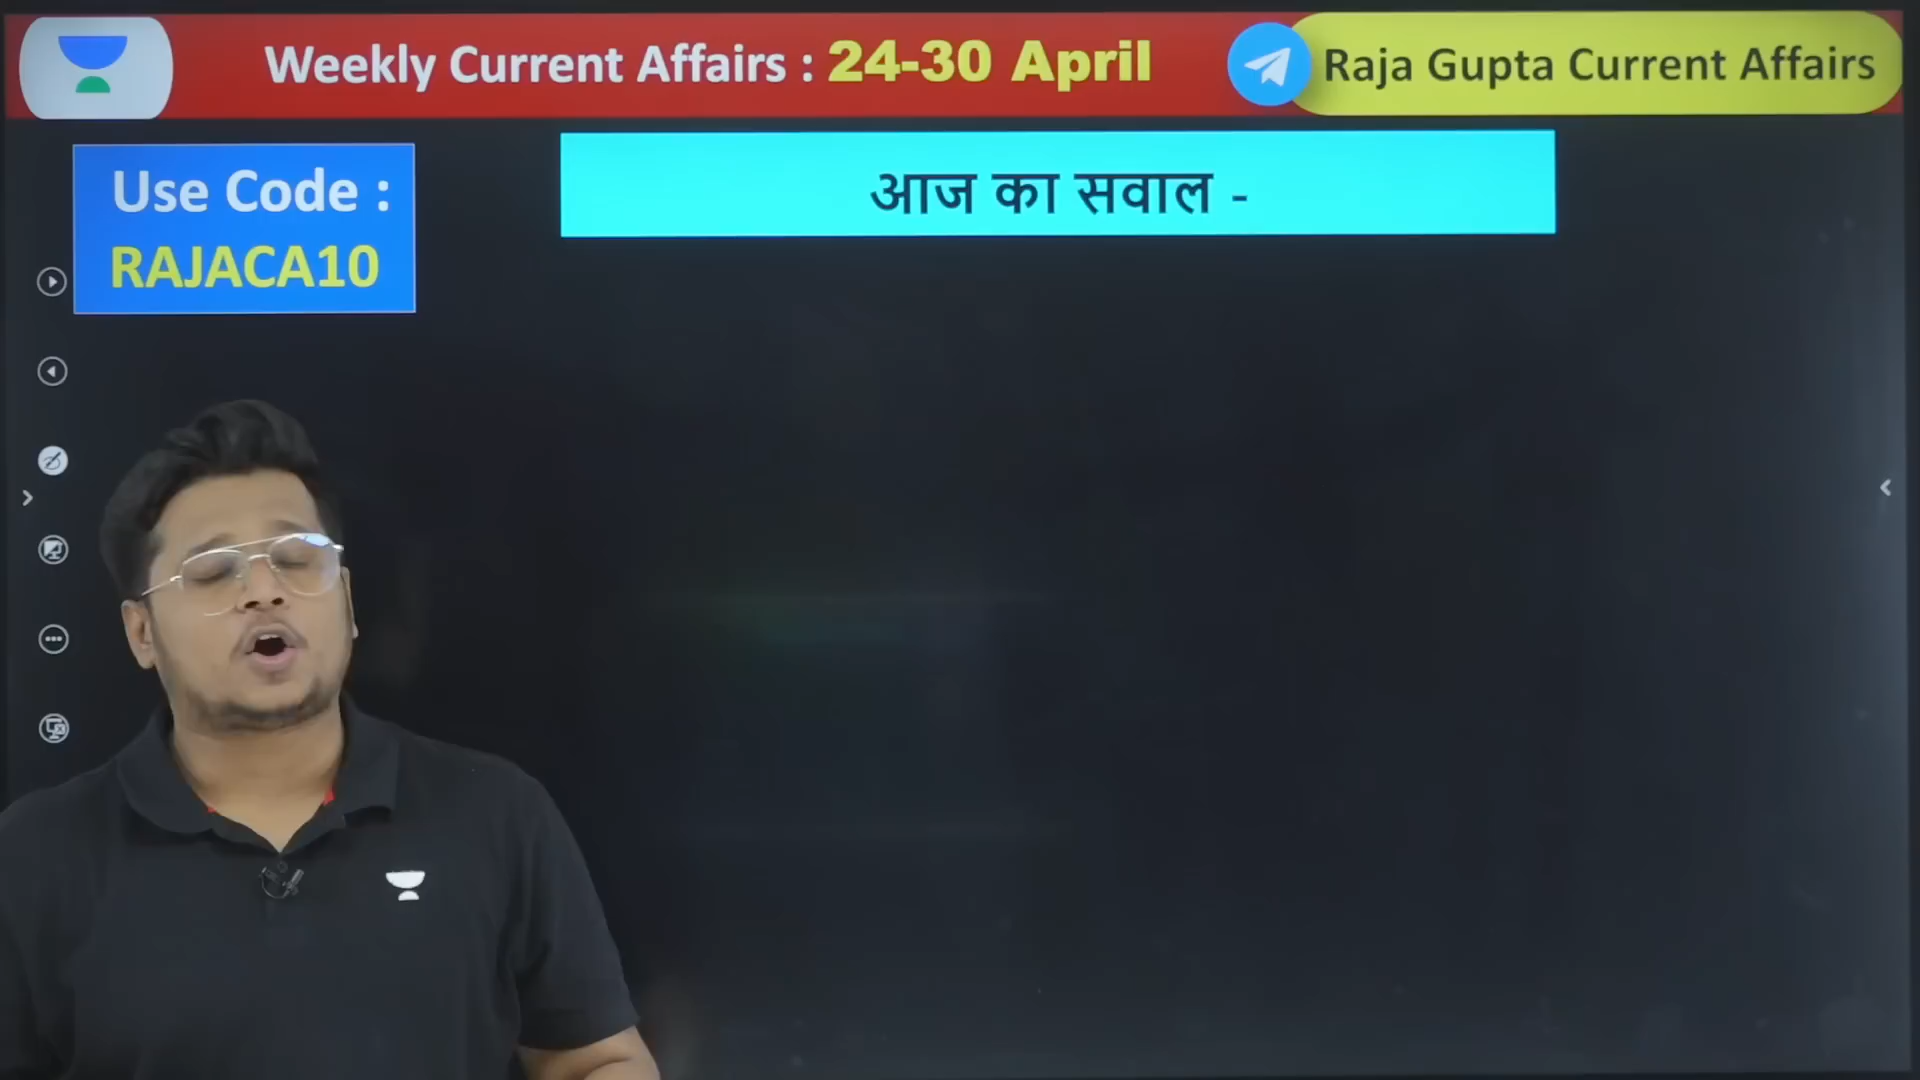 Weekly Current Affairs : 24-30 April
Raja Gupta Current Affairs
Use Code :
RAJACA10
आज का सवाल -